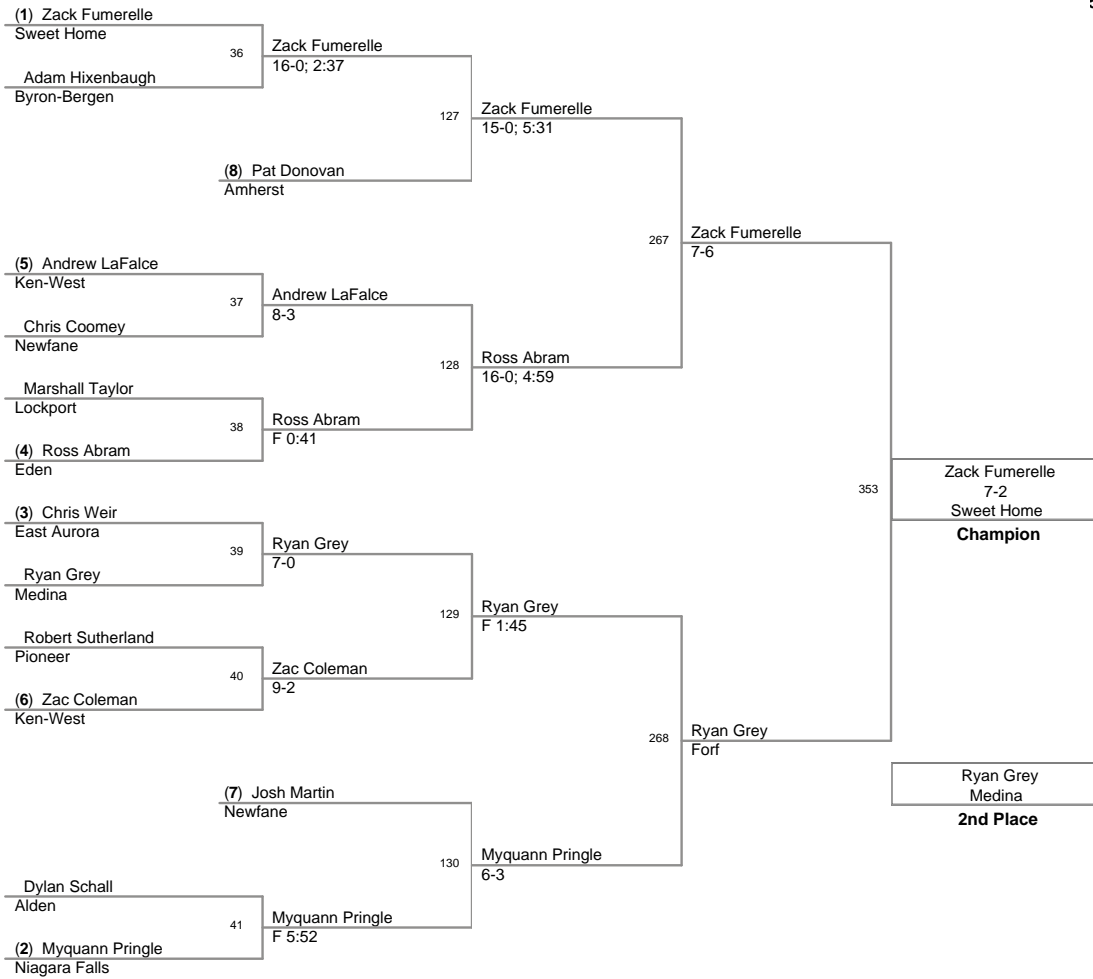 (1) Zack Fumerelle
Sweet Home
36
Adam Hixenbaugh
Byron-Bergen
Zack Fumerelle
16-0; 2:37
127
(8) Pat Donovan
Amherst
Zack Fumerelle
15-0; 5:31
(5) Andrew LaFalce
Ken-West
37
Chris Coomey
Newfane
Andrew LaFalce
8-3
Marshall Taylor
Lockport
38
(4) Ross Abram
Eden
Ross Abram
F 0:41
128
Ross Abram
16-0; 4:59
267
Zack Fumerelle
7-6
(3) Chris Weir
East Aurora
39
Ryan Grey
Medina
Ryan Grey
7-0
Robert Sutherland
Pioneer
40
(6) Zac Coleman
Ken-West
Zac Coleman
9-2
129
Ryan Grey
F 1:45
(7) Josh Martin
Newfane
130
Dylan Schall
Alden
41
(2) Myquann Pringle
Niagara Falls
Myquann Pringle
F 5:52
Myquann Pringle
6-3
268
Ryan Grey
Forf
353
Zack Fumerelle
7-2
Sweet Home
Champion
Ryan Grey
Medina
2nd Place